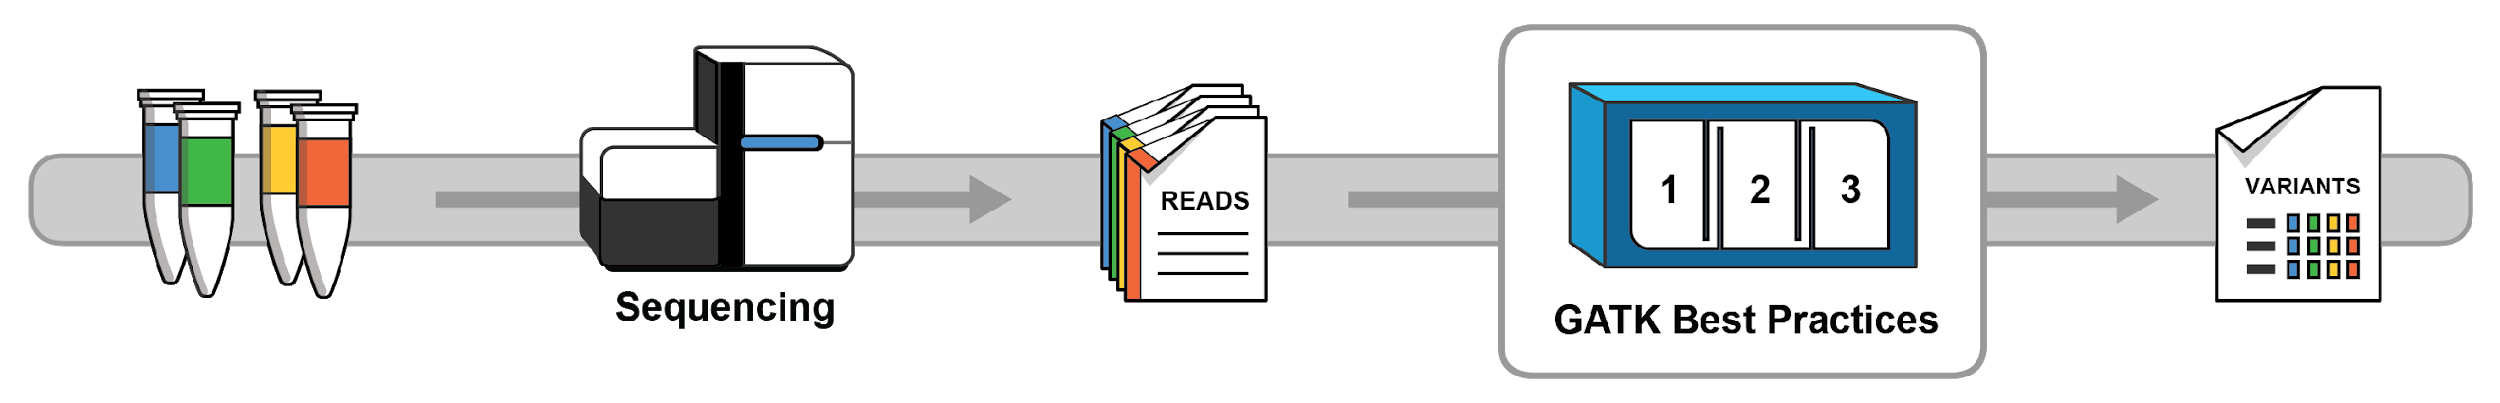 Sequencing
READS
1 2 3
GATK Best Practices
VARIANTS